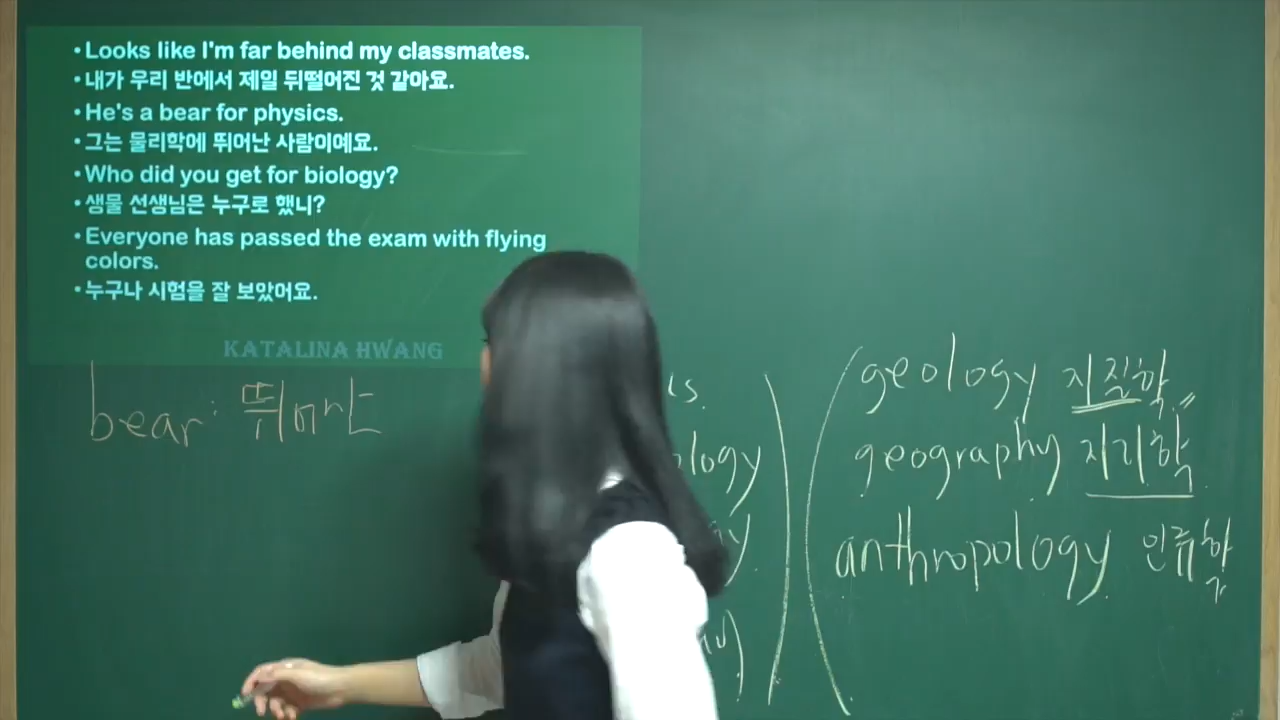 • Looks like I'm far behind my classmates.
• 내가 우리 반에서 제일 뒤떨어진 것 같아요.
• He's a bear for physics.
• 그는 물리학에 뛰어난 사람이예요.
• Who did you get for biology?
• 생물 선생님은 누구로 했니?
• Everyone has passed the exam with flying
colors.
• 누구나 시험을 잘 보았어요.
KATALINA HWANG
bear: 뛰어난
geology 지질학
geography 지리학
anthropology 인류학